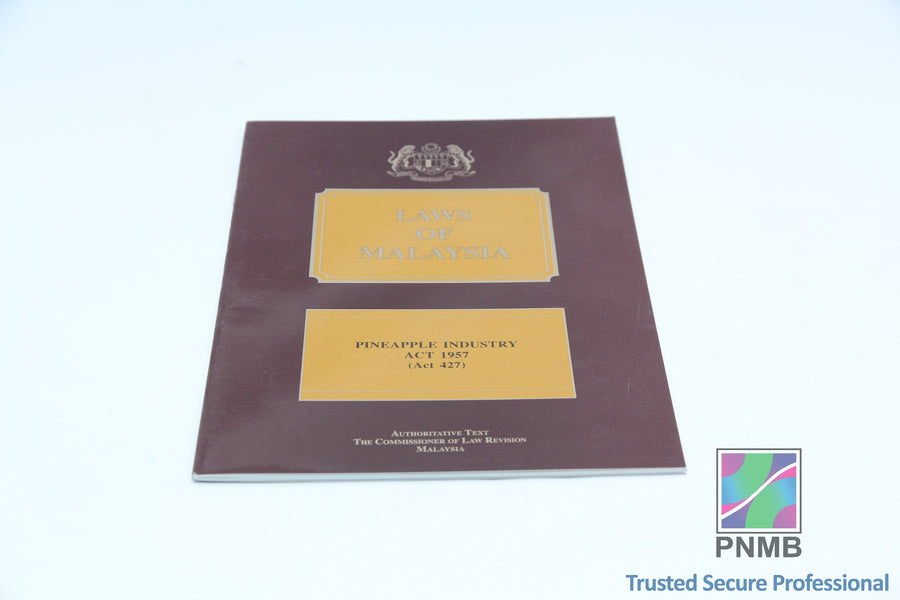 LAWS
OF
MALAYSIA
PINEAPPLE INDUSTRY
ACT 1957
(Act 427)
AUTHORITATIVE TEXT
THE COMMISSIONER OF LAW REVISION
MALAYSIA
PNMB
Trusted Secure Professional